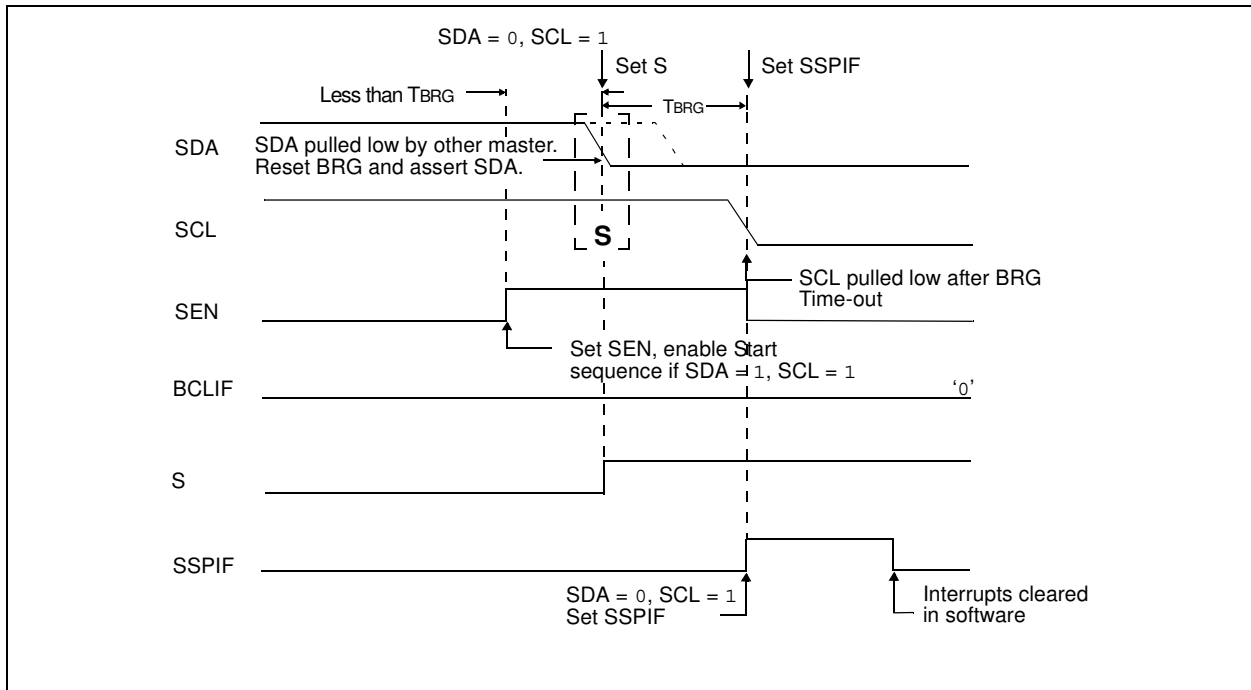 SDA = 0, SCL = 1
Set S
Set SSPIF
Less than TBRG
TBRG
SDA
SDA pulled low by other master.
Reset BRG and assert SDA.
SCL
S
SCL pulled low after BRG
Time-out
SEN
Set SEN, enable Start
sequence if SDA = 1, SCL = 1
BCLIF
‘0’
S
SSPIF
SDA = 0, SCL = 1
Set SSPIF
Interrupts cleared
in software